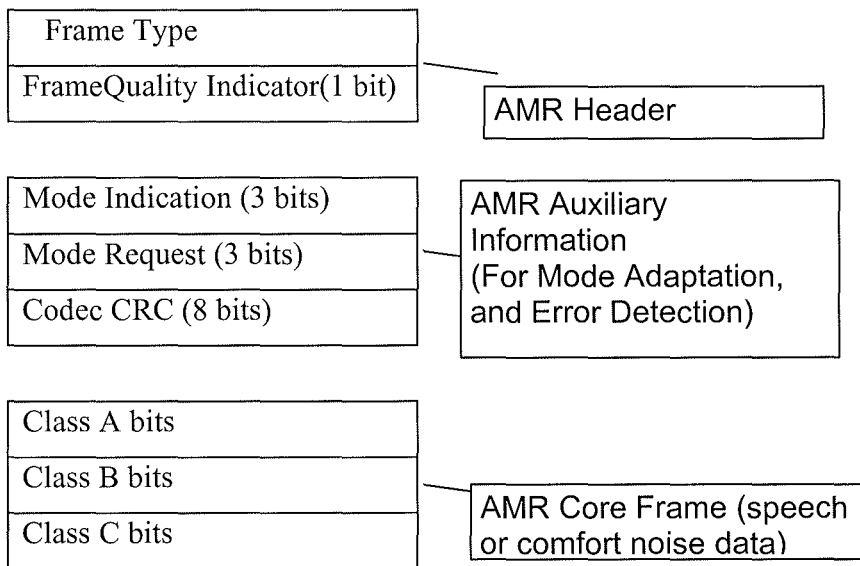 Frame Type
FrameQuality Indicator(1 bit)
AMR Header
Mode Indication (3 bits)
Mode Request (3 bits)
Codec CRC (8 bits)
AMR Auxiliary
Information
(For Mode Adaptation,
and Error Detection)
Class A bits
Class B bits
Class C bits
AMR Core Frame (speech
or comfort noise data)